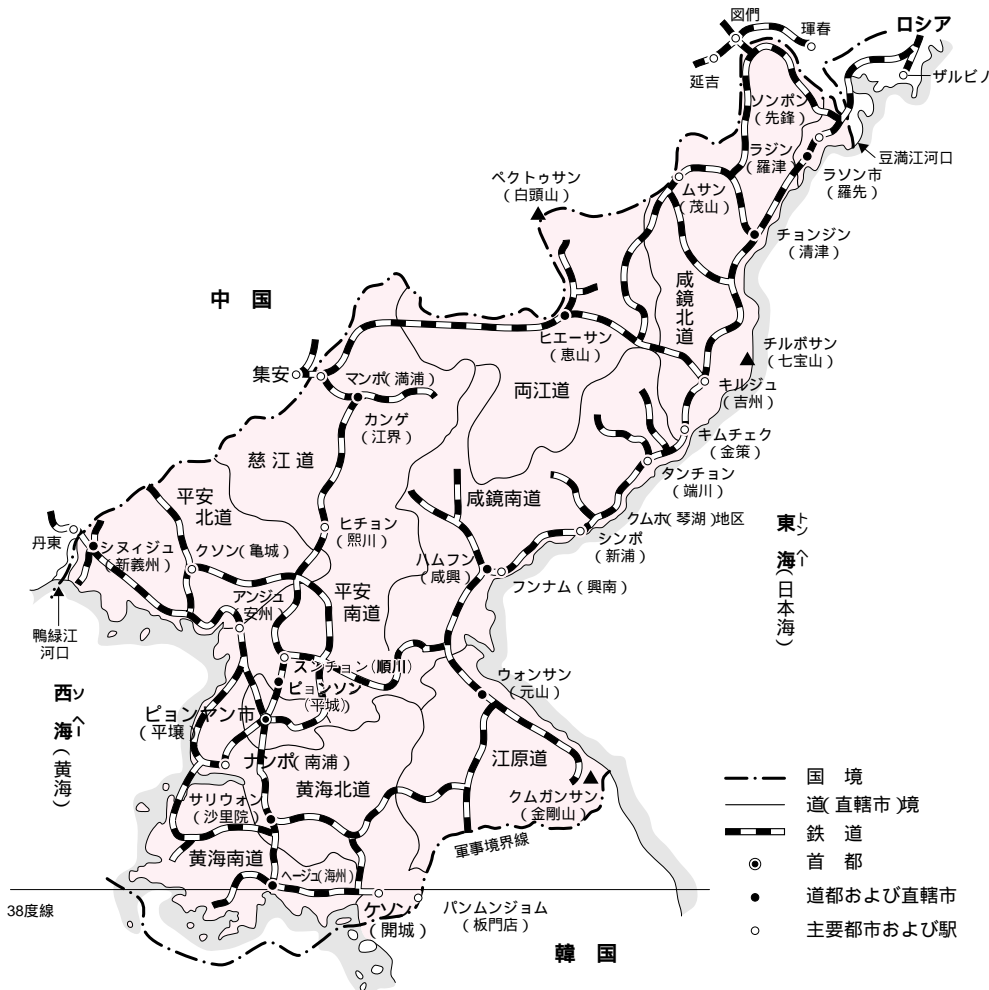 図們
琿春
ロシア
延吉
ザルビノ
ソンボン
（先鋒）
豆満江河口
ラジン
（羅津）
ラソン市
（羅先）
ペクトゥサン
（白頭山）
ムサン
（茂山）
チョンジン
（清津）
中 国
咸鏡北道
ヒエーサン
（恵山）
チルボサン
（七宝山）
集安
マンポ（満浦）
両江道
キルジュ
（吉州）
カンゲ
（江界）
キムチェク
（金策）
慈江道
タンチョン
（端川）
平安
北道
咸鏡南道
クムホ（琴湖）地区
丹東
シヌィジュ
（新義州）
クソン（亀城）
ヒチョン
（熙川）
シンポ
（新浦）
東 海（日本海）
トン ヘー
ハムフン
（咸興）
フンナム（興南）
アンジュ
（安州）
平安
南道
鴨緑江
河口
スンチョン（順川）
ピョンソン
（平城）
ウォンサン
（元山）
西 海（黄海）
ソ ヘー
ピョンヤン市
（平壌）
ナンポ（南浦）
江原道
黄海北道
クムガンサン
（金剛山）
サリウォン
（沙里院）
軍事境界線
黄海南道
ヘージュ（海州）
38度線
ケソン
（開城）
パンムンジョム
（板門店）
韓 国
国 境
道（直轄市）境
鉄 道
首 都
道都および直轄市
主要都市および駅